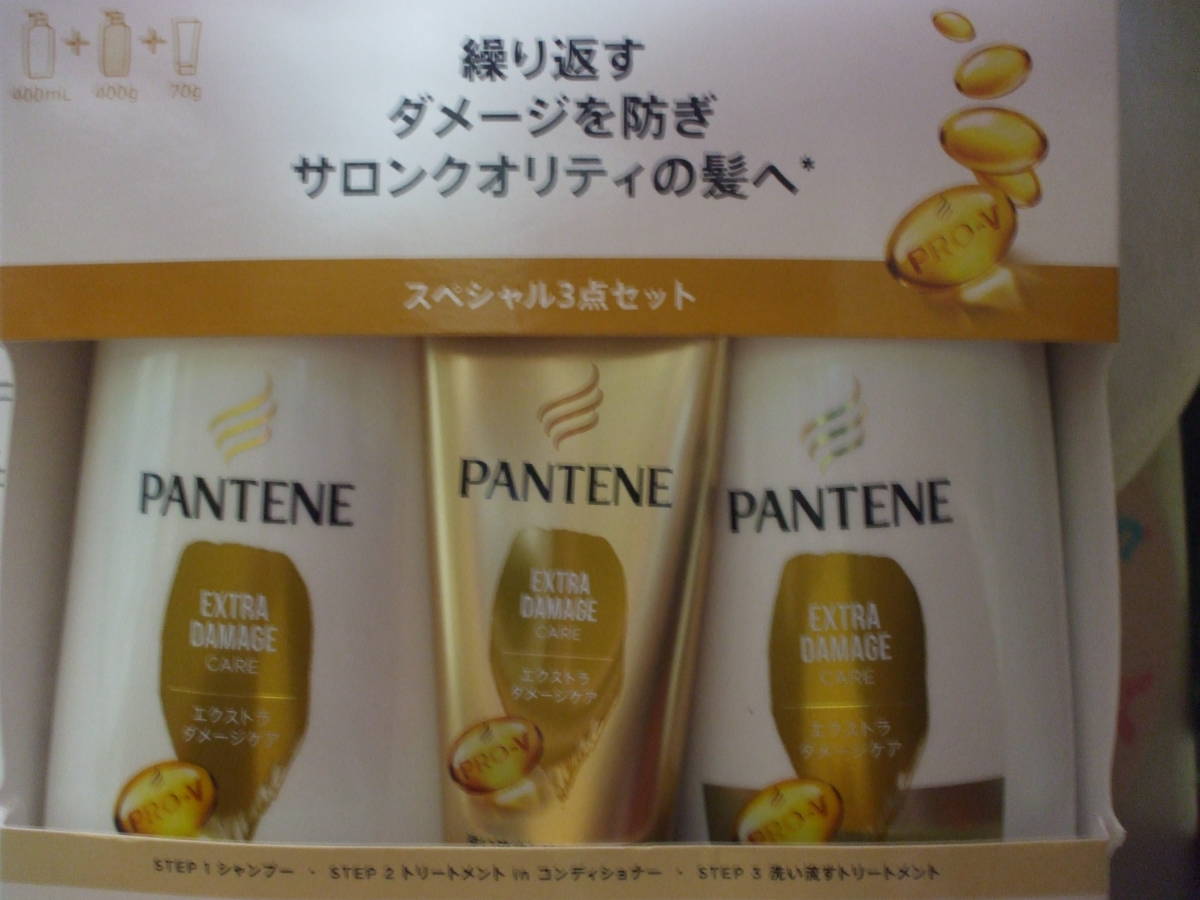 400mL + 400g + 70g
繰り返す
ダメージを防ぎ
サロンクオリティの髪へ*
PRO-V
スペシャル3点セット
PANTENE
EXTRA
DAMAGE
CARE
エクストラ
ダメージケア
PRO-V
PANTENE
EXTRA
DAMAGE
CARE
エクストラ
ダメージケア
PRO-V
PANTENE
EXTRA
DAMAGE
CARE
エクストラ
ダメージケア
PRO-V
STEP 1 シャンプー ・ STEP 2 トリートメント in コンディショナー ・ STEP 3 洗い流すトリートメント